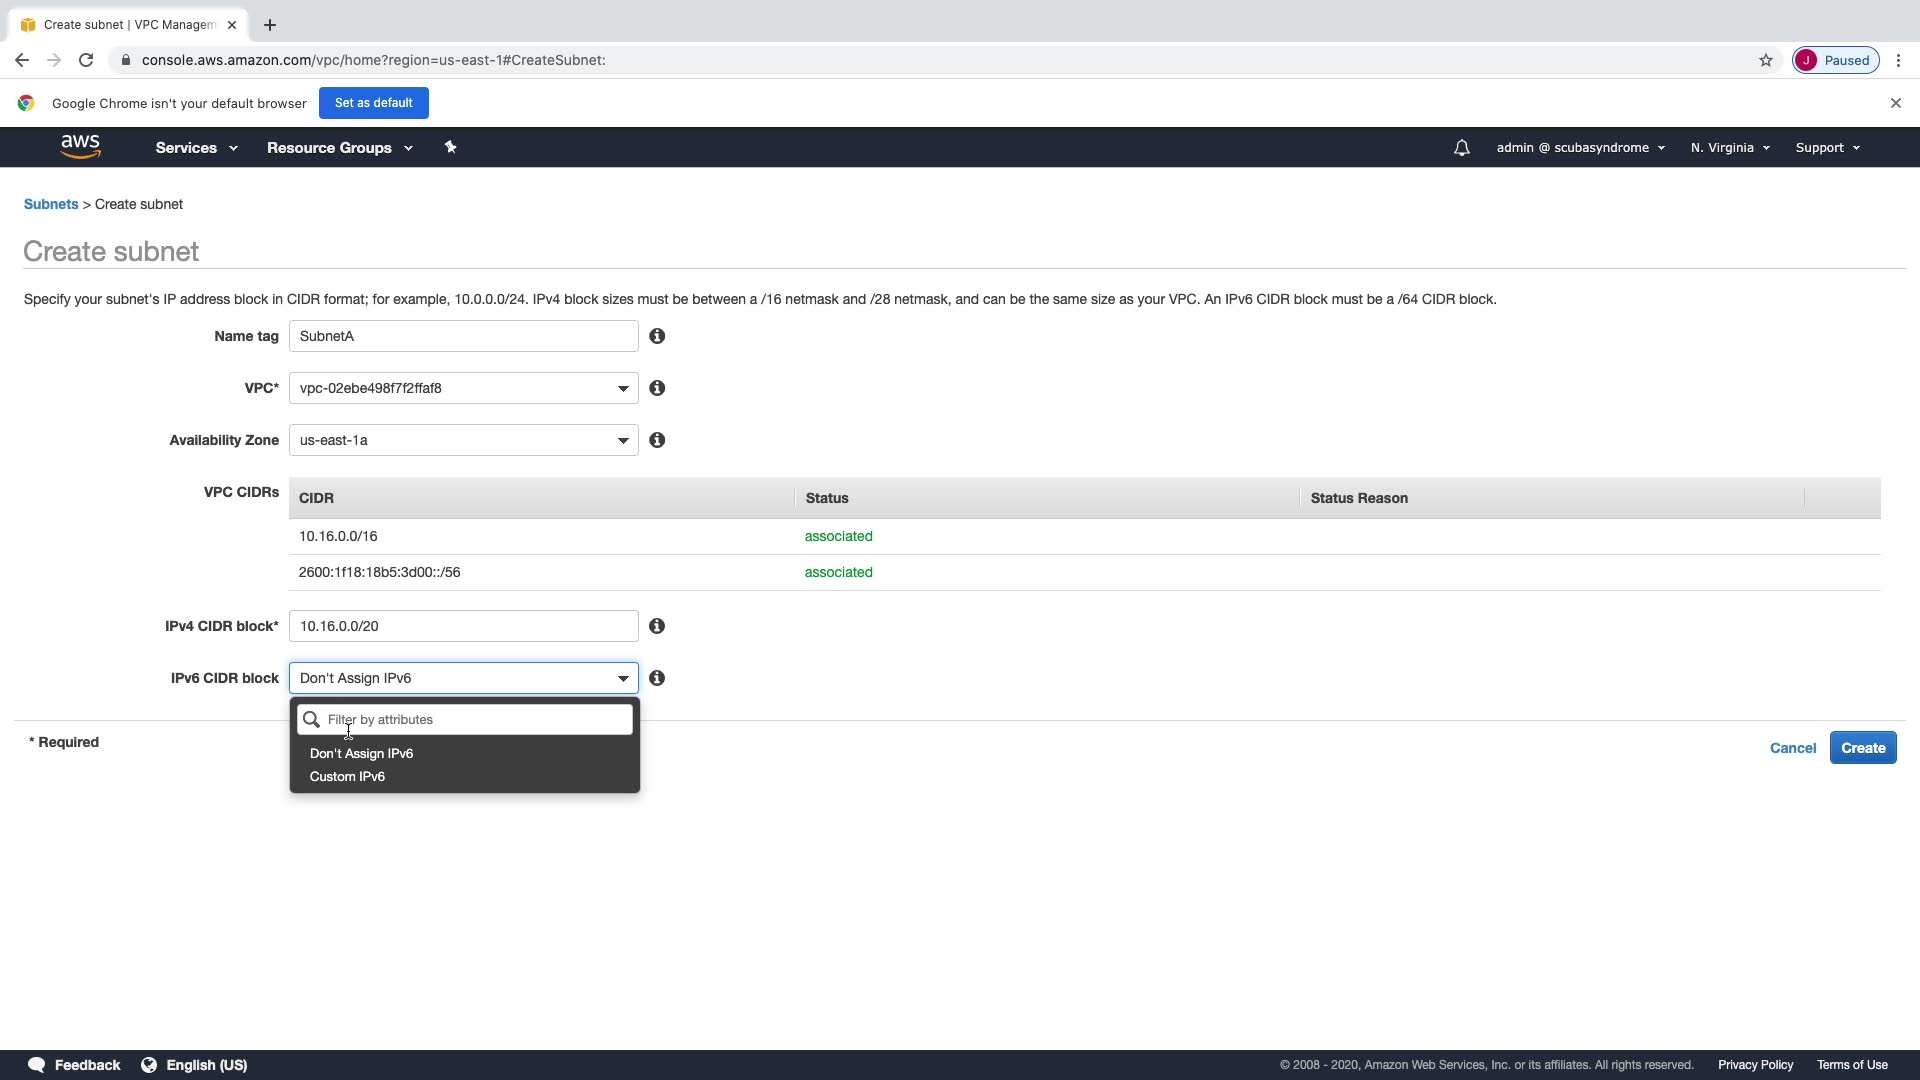 Create subnet | VPC Managem
console.aws.amazon.com/vpc/home?region=us-east-1#CreateSubnet:
J Paused
Google Chrome isn't your default browser Set as default
aws Services Resource Groups admin @ scubasyndrome N. Virginia Support
Subnets > Create subnet
Create subnet
Specify your subnet's IP address block in CIDR format; for example, 10.0.0.0/24. IPv4 block sizes must be between a /16 netmask and /28 netmask, and can be the same size as your VPC. An IPv6 CIDR block must be a /64 CIDR block.
Name tag SubnetA
VPC* vpc-02ebe498f7f2ffaf8
Availability Zone us-east-1a
VPC CIDRs CIDR Status Status Reason
10.16.0.0/16 associated
2600:1f18:18b5:3d00::/56 associated
IPv4 CIDR block* 10.16.0.0/20
IPv6 CIDR block Don't Assign IPv6
Filter by attributes
* Required
Don't Assign IPv6
Custom IPv6
Cancel Create
Feedback English (US) © 2008 - 2020, Amazon Web Services, Inc. or its affiliates. All rights reserved. Privacy Policy Terms of Use